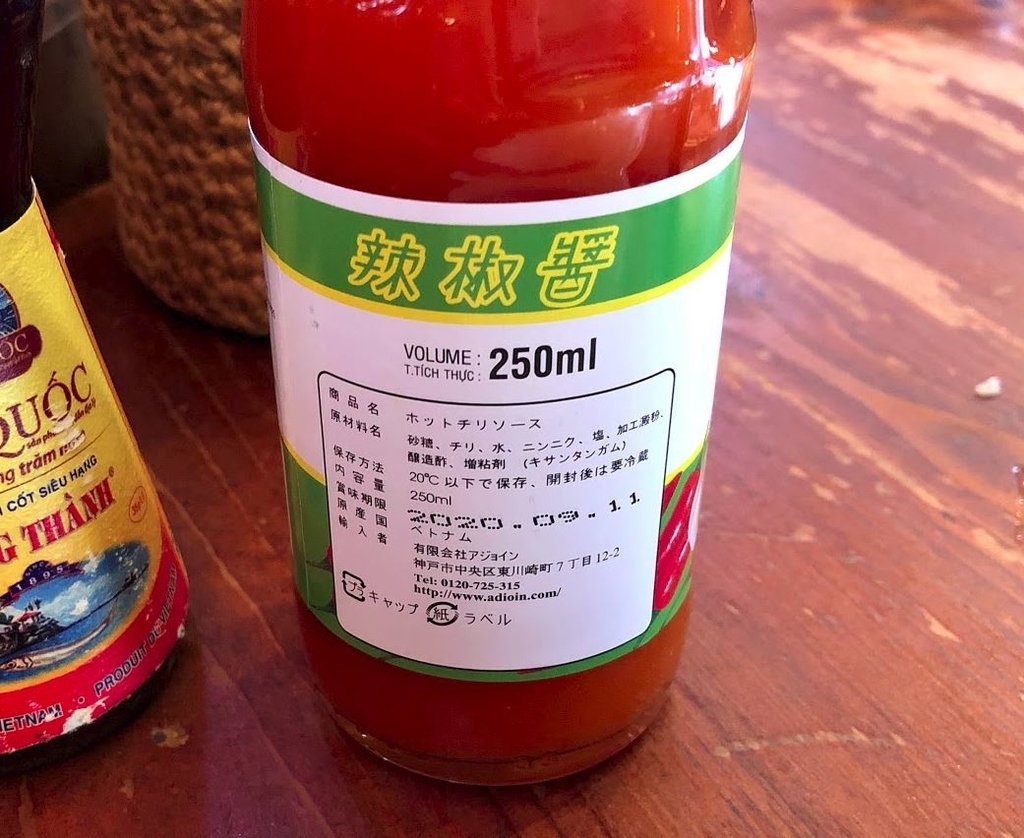 辣椒醬
VOLUME : 250ml
T.TÍCH THỰC :
商品名 ホットチリソース
原材料名 砂糖、チリ、水、ニンニク、塩、加工澱粉、
醸造酢、増粘剤 (キサンタンガム)
保存方法 20℃以下で保存、開封後は要冷蔵
内容量 250ml
賞味期限 2020.09.11
原産国 ベトナム
輸入者 有限会社アジョイン
神戸市中央区東川崎町7丁目12-2
Tel: 0120-725-315
http://www.adioin.com/
プラ キャップ 紙 ラベル
QUỐC
CỐT SIÊU HẠNG
G THÀNH®
1895
PRODUIT DU VIETNAM
IETNAM